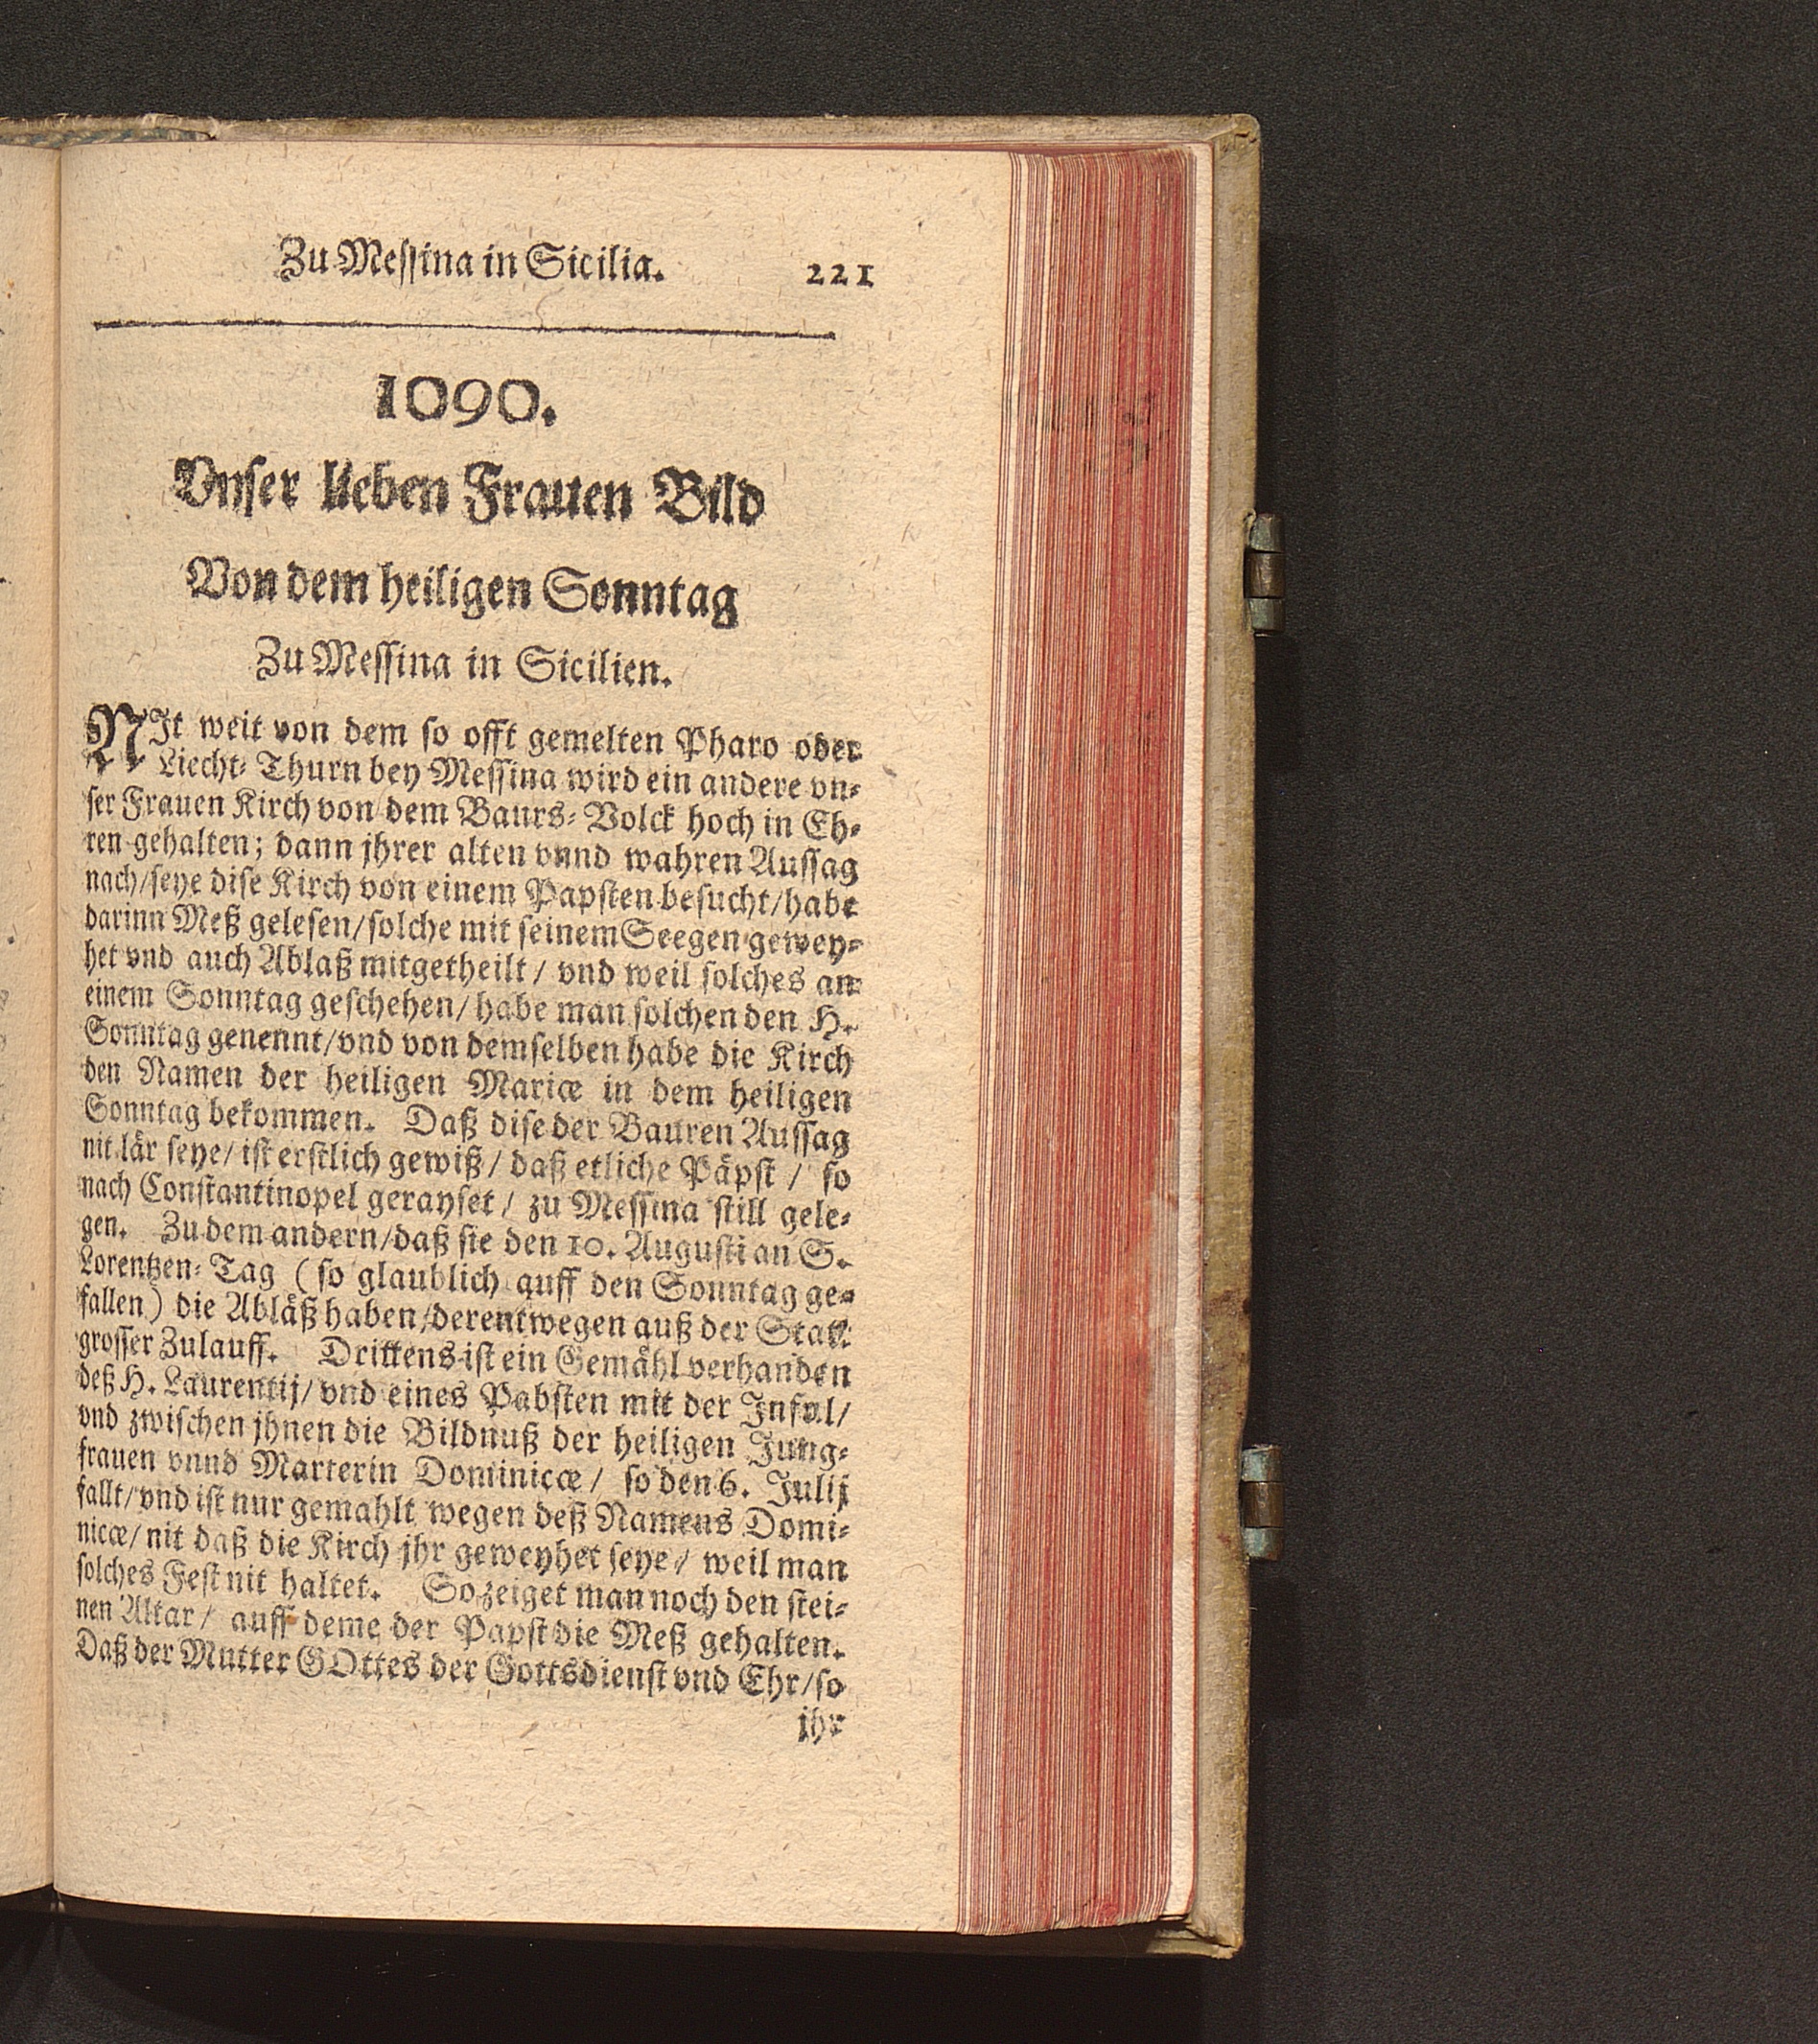 Zu Messina in Sicilia. 221
1090.
Vnser lieben Frauen Bild
Von dem heiligen Sonntag
Zu Messina in Sicilien.
NIt weit von dem so offt gemelten Pharo oder
Liecht-Thurn bey Messina wird ein andere vn-
ser Frauen Kirch von dem Baurs-Volck hoch in Eh-
ren gehalten; dann jhrer alten vnnd wahren Aussag
nach/seye dise Kirch von einem Papsten besucht/habe
darinn Meß gelesen/solche mit seinem Seegen gewey-
het vnd auch Ablaß mitgetheilt/ vnd weil solches an
einem Sonntag geschehen/ habe man solchen den H.
Sonntag genennt/vnd von demselben habe die Kirch
den Namen der heiligen Mariæ in dem heiligen
Sonntag bekommen. Daß dise der Bauren Aussag
nit lär seye/ ist erstlich gewiß/ daß etliche Päpst/ so
nach Constantinopel gerayset/ zu Messina still gele-
gen. Zu dem andern/daß sie den 10. Augusti an S.
Lorentzen-Tag (so glaublich auff den Sonntag ge-
fallen) die Abläß haben/derentwegen auß der Statt
grosser Zulauff. Drittens ist ein Gemähl verhanden
deß H. Laurentij/ vnd eines Pabsten mit der Inful/
vnd zwischen jhnen die Bildnuß der heiligen Jung-
frauen vnnd Marterin Dominicæ/ so den 6. Julij
fallt/vnd ist nur gemahlt wegen deß Namens Domi-
nicæ/ nit daß die Kirch jhr geweyhet seye/ weil man
solches Fest nit haltet. So zeiget man noch den stei-
nen Altar/ auff deme der Papst die Meß gehalten.
Daß der Mutter GOttes der Gottsdienst vnd Ehr/so
jhr